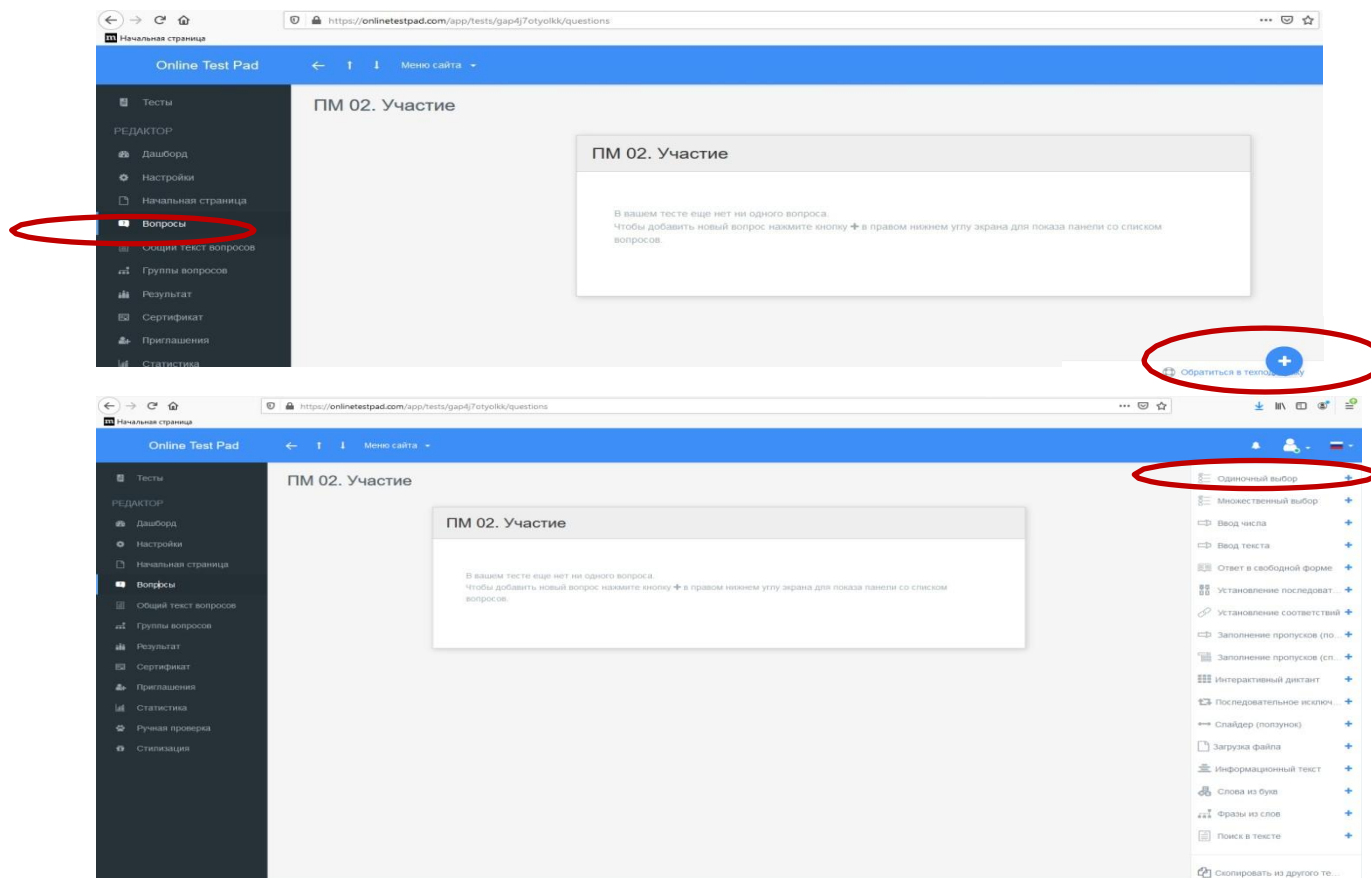 https://onlinetestpad.com/app/tests/gap4j7otyolkk/questions
Начальная страница
Online Test Pad
Меню сайта
Тесты
ПМ 02. Участие
РЕДАКТОР
Дашборд
ПМ 02. Участие
Настройки
Начальная страница
Вопросы
В вашем тесте еще нет ни одного вопроса.
Чтобы добавить новый вопрос нажмите кнопку + в правом нижнем углу экрана для показа панели со списком
вопросов.
Общий текст вопросов
Группы вопросов
Результат
Сертификат
Приглашения
Статистика
Обратиться в техподдержку
https://onlinetestpad.com/app/tests/gap4j7otyolkk/questions
Начальная страница
Online Test Pad
Меню сайта
Тесты
ПМ 02. Участие
РЕДАКТОР
Дашборд
ПМ 02. Участие
Настройки
Начальная страница
Вопросы
В вашем тесте еще нет ни одного вопроса.
Чтобы добавить новый вопрос нажмите кнопку + в правом нижнем углу экрана для показа панели со списком
вопросов.
Общий текст вопросов
Группы вопросов
Результат
Сертификат
Приглашения
Статистика
Ручная проверка
Стилизация
Одиночный выбор +
Множественный выбор +
Ввод числа +
Ввод текста +
Ответ в свободной форме +
Установление последоват... +
Установление соответствий +
Заполнение пропусков (по... +
Заполнение пропусков (сп... +
Интерактивный диктант +
Последовательное исключ... +
Слайдер (ползунок) +
Загрузка файла +
Информационный текст +
Слова из букв +
Фразы из слов +
Поиск в тексте +
Скопировать из другого те...